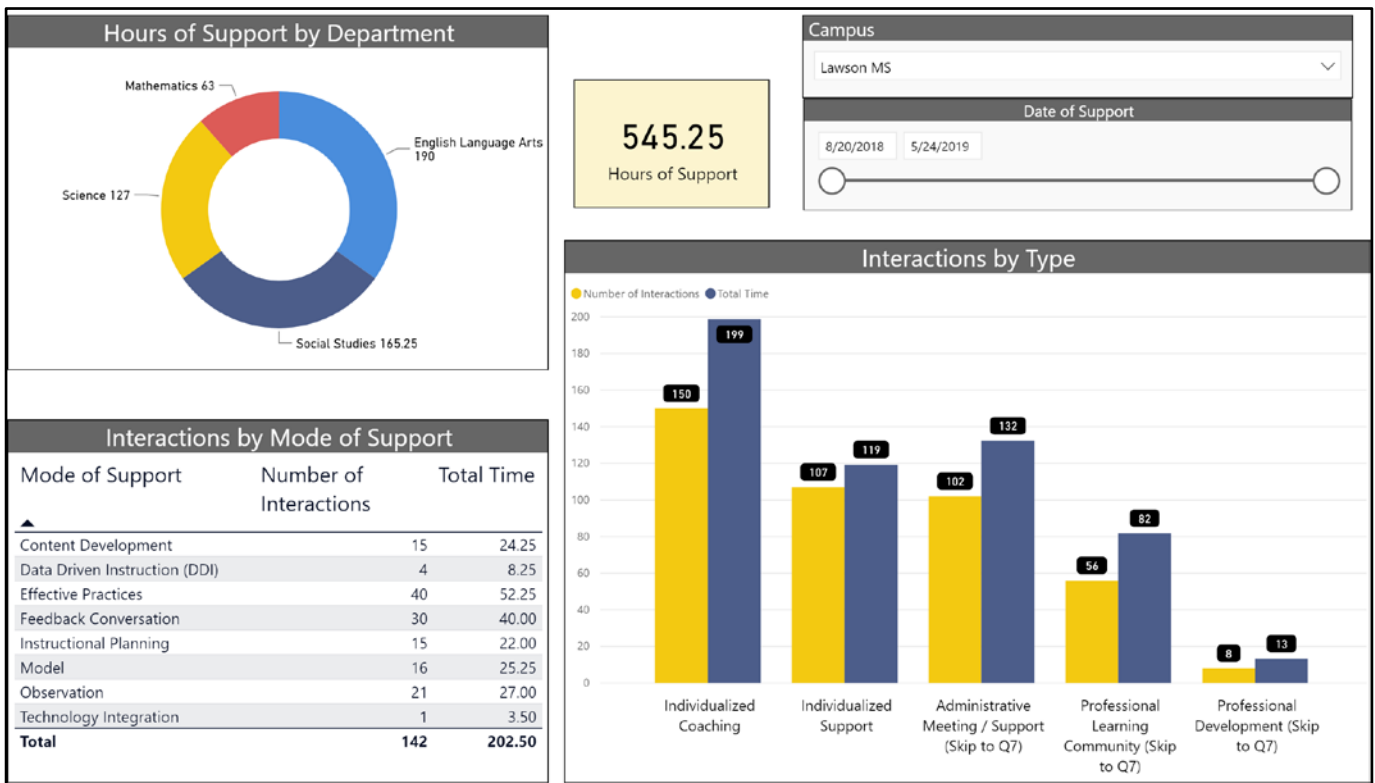 Hours of Support by Department
Mathematics 63
English Language Arts
190
Science 127
Social Studies 165.25
545.25
Hours of Support
Campus
Lawson MS
Date of Support
8/20/2018 5/24/2019
Interactions by Mode of Support
Mode of Support Number of Total Time
Interactions
Content Development 15 24.25
Data Driven Instruction (DDI) 4 8.25
Effective Practices 40 52.25
Feedback Conversation 30 40.00
Instructional Planning 15 22.00
Model 16 25.25
Observation 21 27.00
Technology Integration 1 3.50
Total 142 202.50
Interactions by Type
Number of Interactions Total Time
200
180
160
140
120
100
80
60
40
20
0
150
199
107
119
102
132
56
82
8
13
Individualized
Coaching
Individualized
Support
Administrative
Meeting / Support
(Skip to Q7)
Professional
Learning
Community (Skip
to Q7)
Professional
Development (Skip
to Q7)